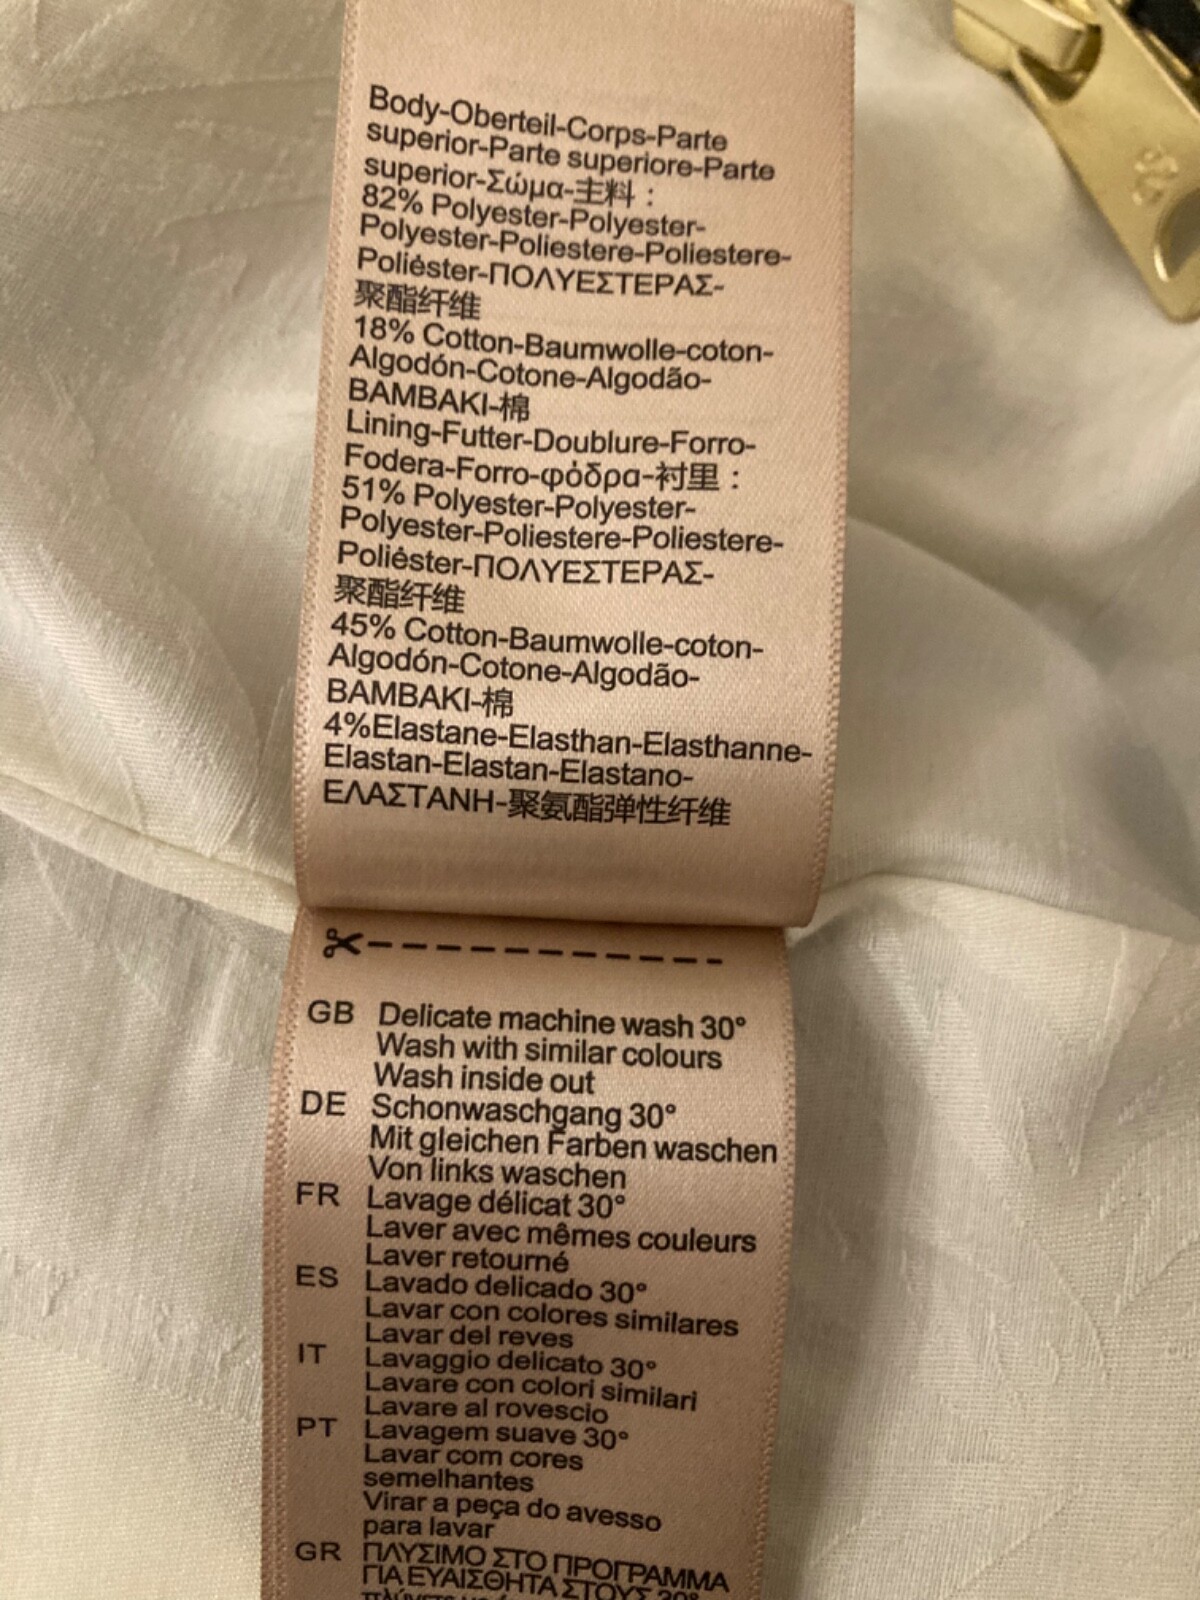 Body-Oberteil-Corps-Parte
superior-Parte superiore-Parte
superior-Σώμα-主料：
82% Polyester-Polyester-
Polyester-Poliestere-Poliestere-
Poliéster-ΠΟΛΥΕΣΤΕΡΑΣ-
聚酯纤维
18% Cotton-Baumwolle-coton-
Algodón-Cotone-Algodão-
BAMBAKI-棉
Lining-Futter-Doublure-Forro-
Fodera-Forro-φόδρα-衬里：
51% Polyester-Polyester-
Polyester-Poliestere-Poliestere-
Poliéster-ΠΟΛΥΕΣΤΕΡΑΣ-
聚酯纤维
45% Cotton-Baumwolle-coton-
Algodón-Cotone-Algodão-
BAMBAKI-棉
4%Elastane-Elasthan-Elasthanne-
Elastan-Elastan-Elastano-
ΕΛΑΣΤΑΝΗ-聚氨酯弹性纤维
GB Delicate machine wash 30°
Wash with similar colours
Wash inside out
DE Schonwaschgang 30°
Mit gleichen Farben waschen
Von links waschen
FR Lavage délicat 30°
Laver avec mêmes couleurs
Laver retourné
ES Lavado delicado 30°
Lavar con colores similares
Lavar del reves
IT Lavaggio delicato 30°
Lavare con colori similari
Lavare al rovescio
PT Lavagem suave 30°
Lavar com cores
semelhantes
Virar a peça do avesso
para lavar
GR ΠΛΥΣΙΜΟ ΣΤΟ ΠΡΟΓΡΑΜΜΑ
ΓΙΑ ΕΥΑΙΣΘΗΤΑ ΣΤΟΥΣ 30°